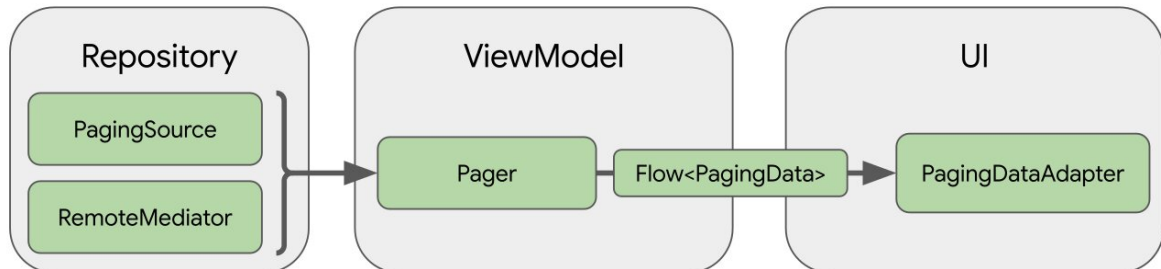 Repository
PagingSource
RemoteMediator
ViewModel
Pager
Flow<PagingData>
UI
PagingDataAdapter